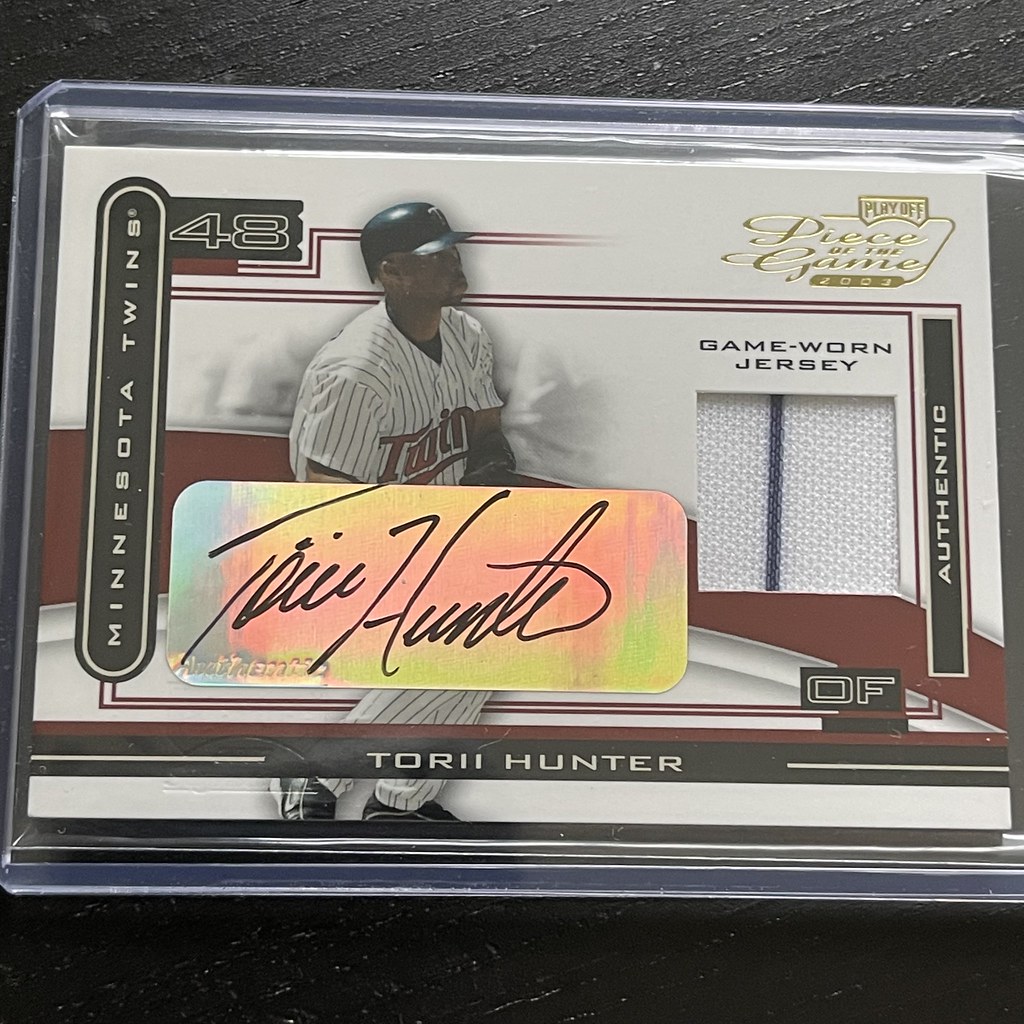 MINNESOTA TWINS®
48
PLAYOFF
Piece
OF THE
Game
2003
GAME-WORN
JERSEY
AUTHENTIC
Twins
Torii Hunter
OF
TORII HUNTER